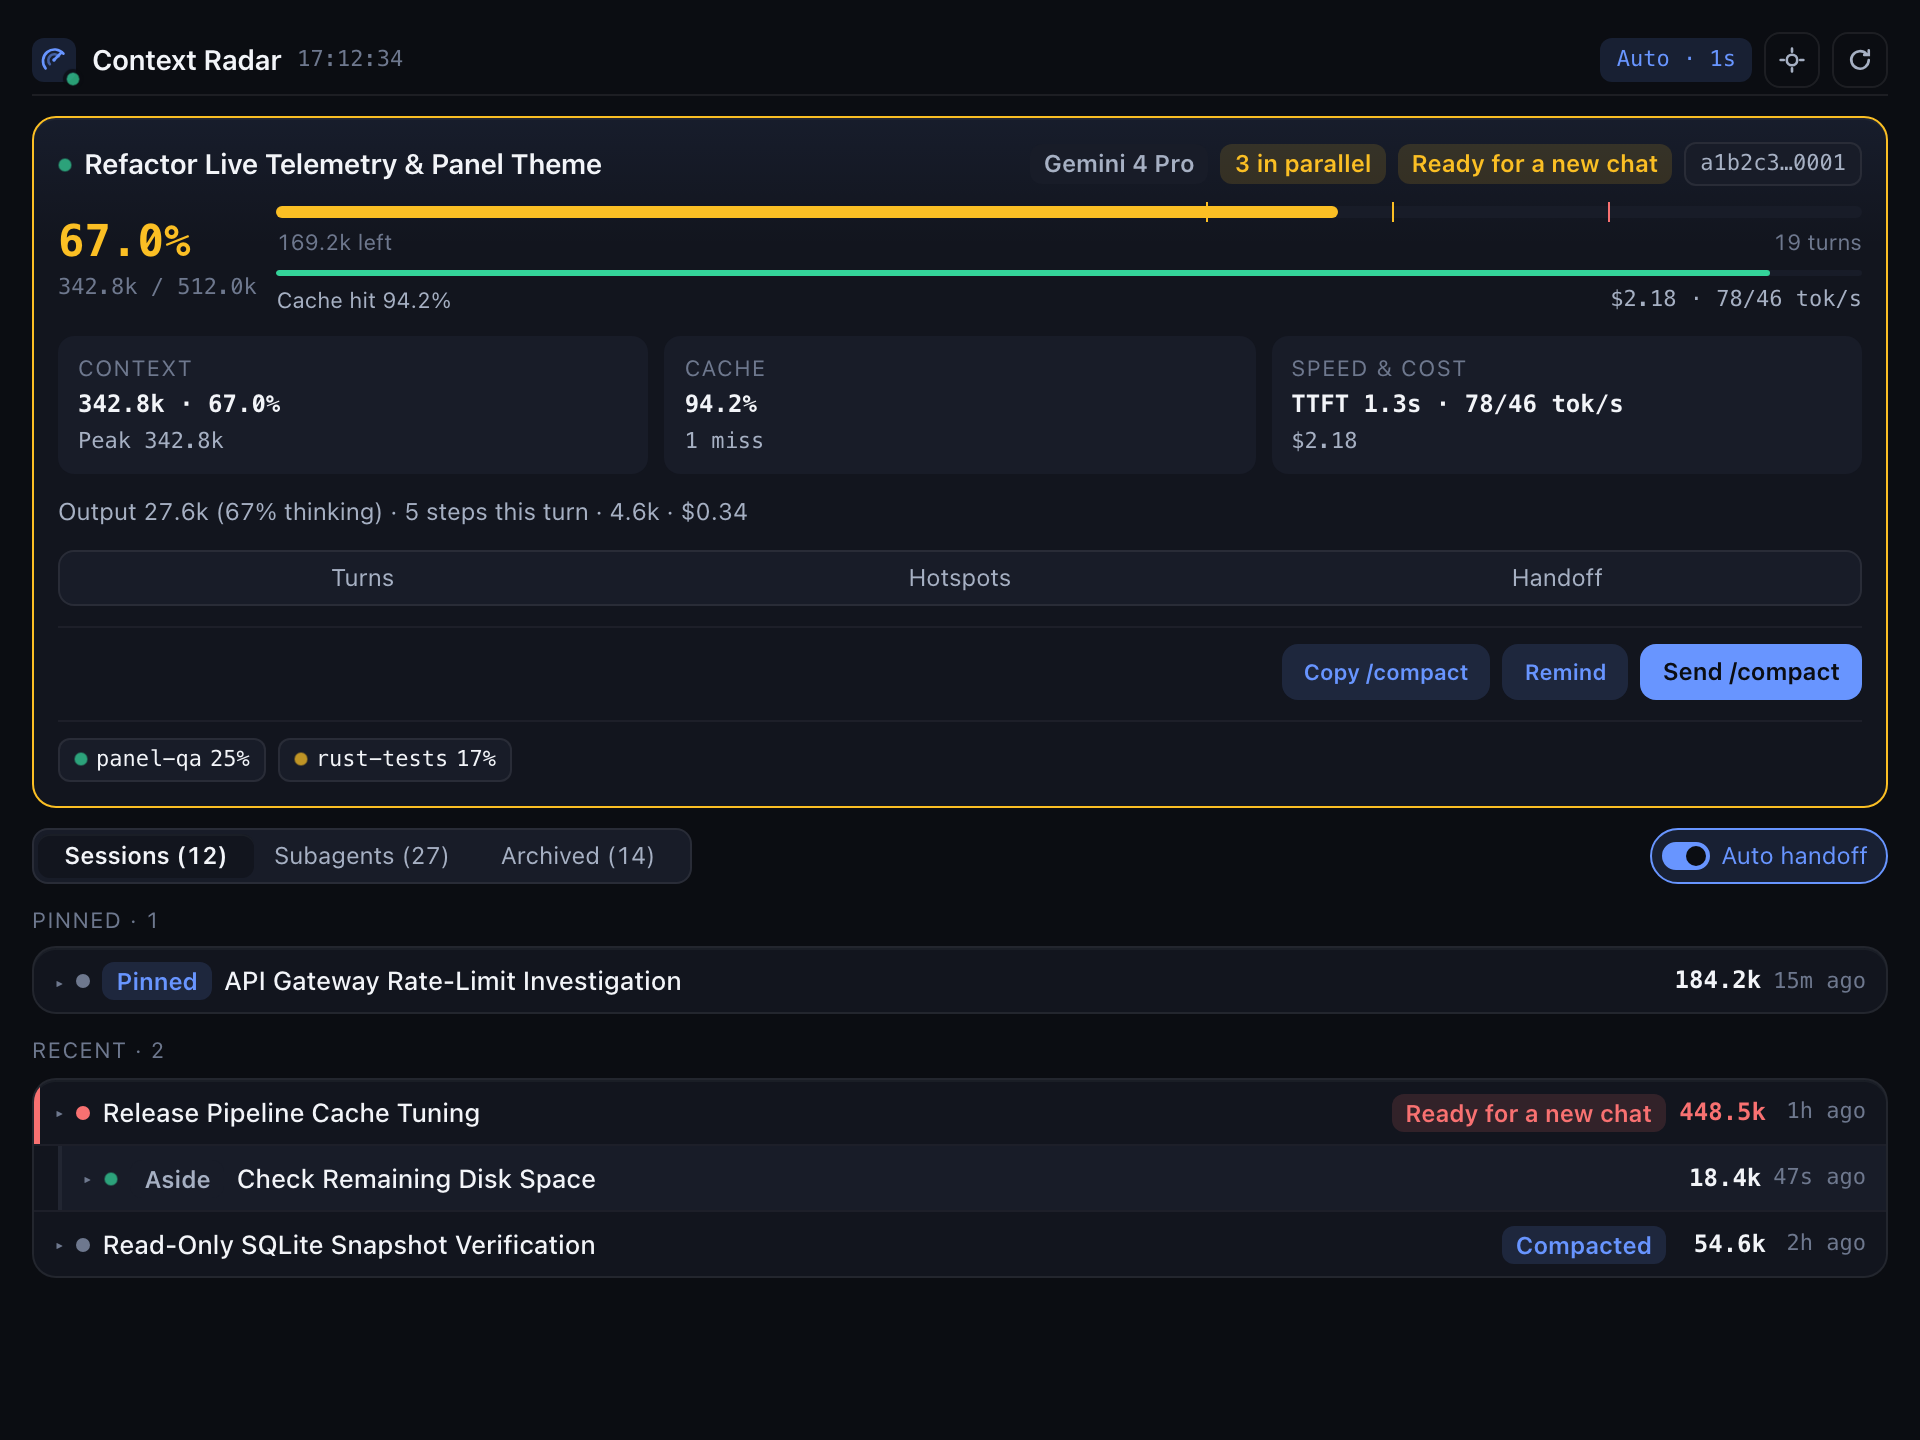 Context Radar 17:12:34 Auto · 1s
Refactor Live Telemetry & Panel Theme Gemini 4 Pro 3 in parallel Ready for a new chat a1b2c3…0001
67.0%
169.2k left 19 turns
342.8k / 512.0k
Cache hit 94.2% $2.18 · 78/46 tok/s
CONTEXT
342.8k · 67.0%
Peak 342.8k
CACHE
94.2%
1 miss
SPEED & COST
TTFT 1.3s · 78/46 tok/s
$2.18
Output 27.6k (67% thinking) · 5 steps this turn · 4.6k · $0.34
Turns Hotspots Handoff
Copy /compact Remind Send /compact
panel-qa 25% rust-tests 17%
Sessions (12) Subagents (27) Archived (14) Auto handoff
PINNED · 1
Pinned API Gateway Rate-Limit Investigation 184.2k 15m ago
RECENT · 2
Release Pipeline Cache Tuning Ready for a new chat 448.5k 1h ago
Aside Check Remaining Disk Space 18.4k 47s ago
Read-Only SQLite Snapshot Verification Compacted 54.6k 2h ago